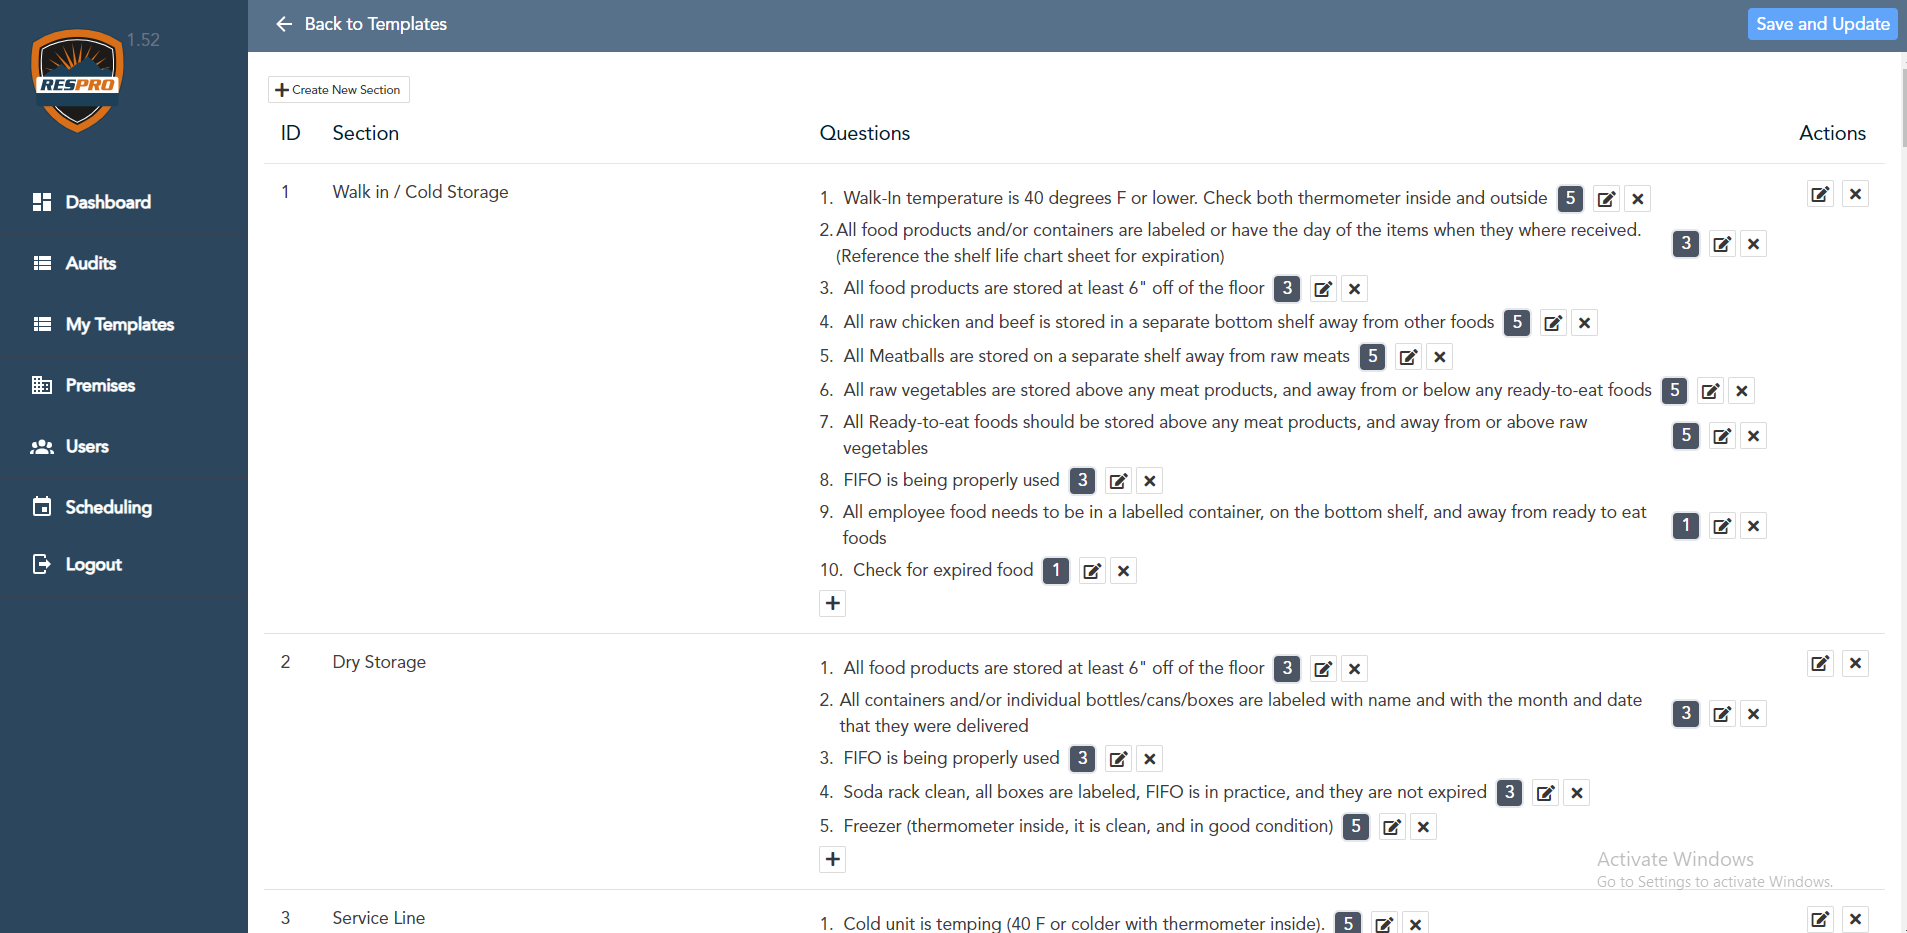 RESPRO
1.52
Dashboard
Audits
My Templates
Premises
Users
Scheduling
Logout
Back to Templates
Save and Update
Create New Section
ID Section Questions Actions
1 Walk in / Cold Storage
1. Walk-In temperature is 40 degrees F or lower. Check both thermometer inside and outside 5
2. All food products and/or containers are labeled or have the day of the items when they where received.
(Reference the shelf life chart sheet for expiration) 3
3. All food products are stored at least 6" off of the floor 3
4. All raw chicken and beef is stored in a separate bottom shelf away from other foods 5
5. All Meatballs are stored on a separate shelf away from raw meats 5
6. All raw vegetables are stored above any meat products, and away from or below any ready-to-eat foods 5
7. All Ready-to-eat foods should be stored above any meat products, and away from or above raw
vegetables 5
8. FIFO is being properly used 3
9. All employee food needs to be in a labelled container, on the bottom shelf, and away from ready to eat
foods 1
10. Check for expired food 1
2 Dry Storage
1. All food products are stored at least 6" off of the floor 3
2. All containers and/or individual bottles/cans/boxes are labeled with name and with the month and date
that they were delivered 3
3. FIFO is being properly used 3
4. Soda rack clean, all boxes are labeled, FIFO is in practice, and they are not expired 3
5. Freezer (thermometer inside, it is clean, and in good condition) 5
3 Service Line
1. Cold unit is temping (40 F or colder with thermometer inside). 5
Activate Windows
Go to Settings to activate Windows.